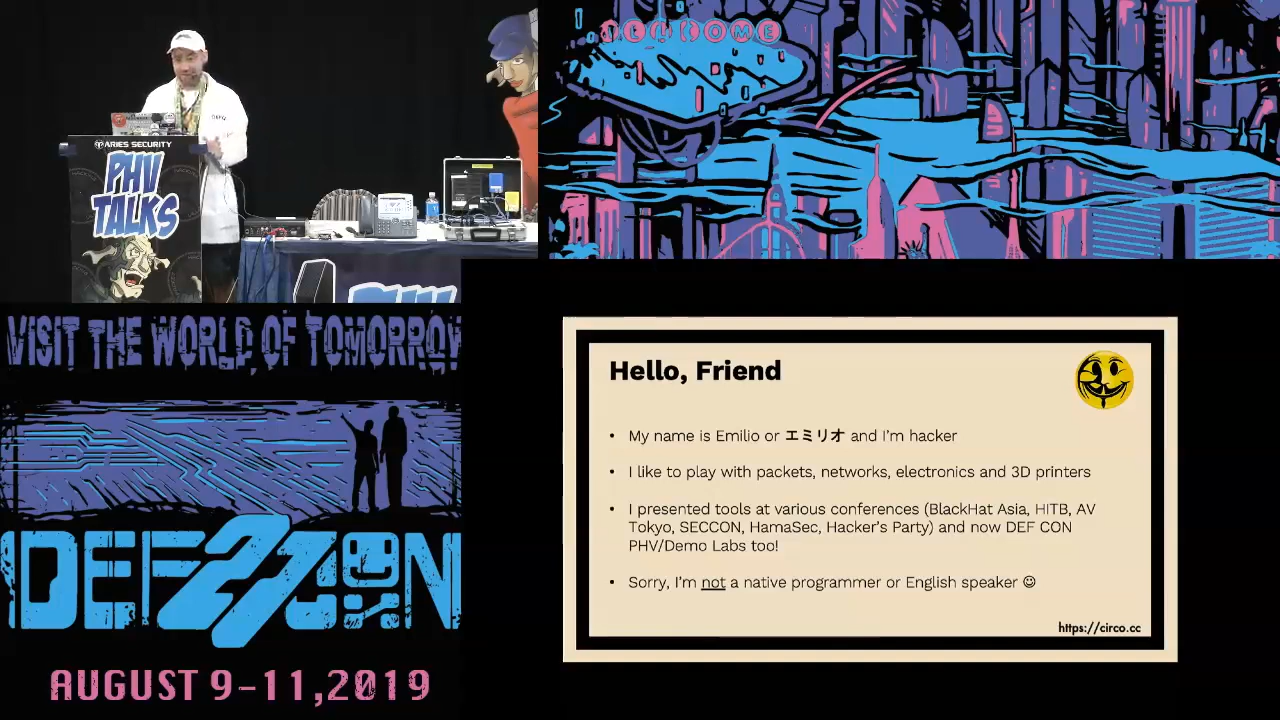 WELCOME
ARIES SECURITY
PHV
TALKS
PHV
VISIT THE WORLD OF TOMORROW
DEF CON
27
AUGUST 9-11,2019
Hello, Friend
• My name is Emilio or エミリオ and I'm hacker
• I like to play with packets, networks, electronics and 3D printers
• I presented tools at various conferences (BlackHat Asia, HITB, AV
Tokyo, SECCON, HamaSec, Hacker's Party) and now DEF CON
PHV/Demo Labs too!
• Sorry, I'm not a native programmer or English speaker ☺
https://circo.cc